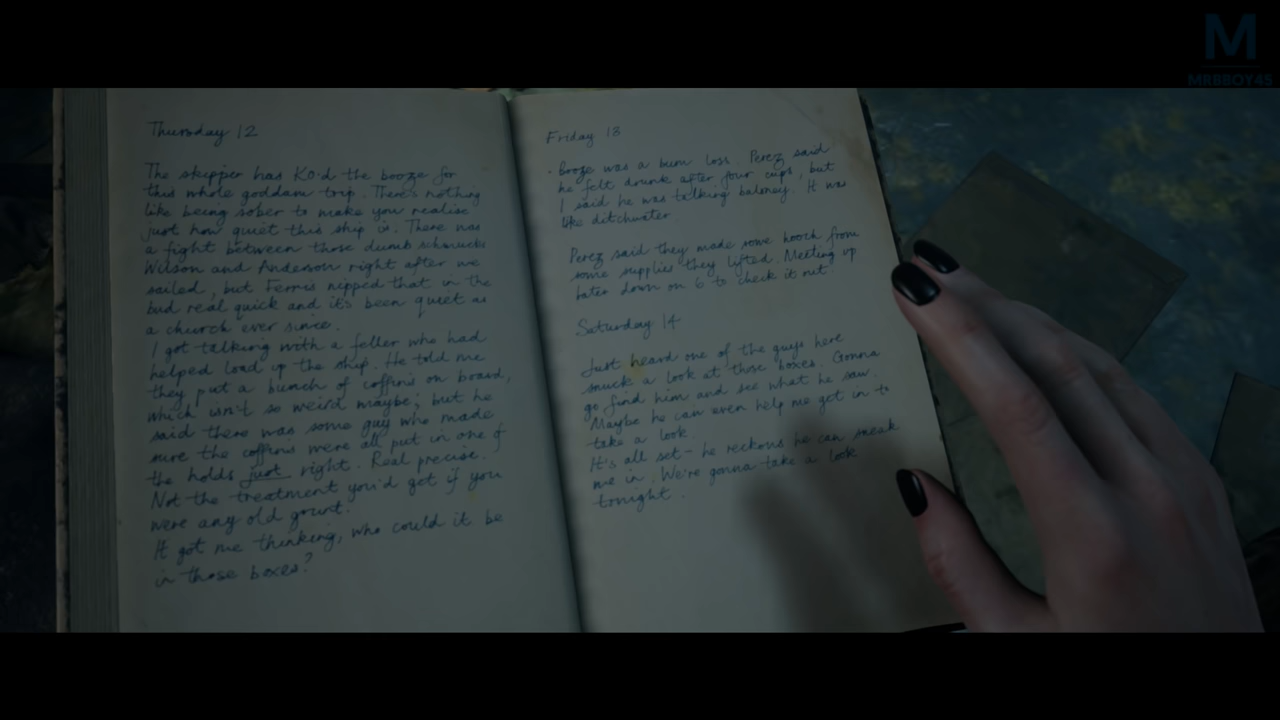 M
MRBBOY45
Thursday 12
The skipper has KO'd the booze for
this whole goddam trip. There's nothing
like being sober to make you realise
just how quiet this ship is. There was
a fight between those dumb schmucks
Wilson and Anderson right after we
sailed, but Ferris nipped that in the
bud real quick and it's been quiet as
a church ever since.
I got talking with a feller who had
helped load up the ship. He told me
they put a bunch of coffins on board,
which isn't so weird maybe; but he
said there was some guy who made
sure the coffins were all put in one of
the holds just right. Real precise.
Not the treatment you'd get if you
were any old grunt.
It got me thinking, who could it be
in those boxes?
Friday 13
Booze was a bum loss. Perez said
he felt drunk after four cups, but
I said he was talking baloney. It was
like ditchwater.
Perez said they made some hooch from
some supplies they lifted. Meeting up
later down on 6 to check it out.
Saturday 14
Just heard one of the guys here
snuck a look at those boxes. Gonna
go find him and see what he saw.
Maybe he can even help me get in to
take a look.
It's all set - he reckons he can sneak
me in. We're gonna take a look
tonight.